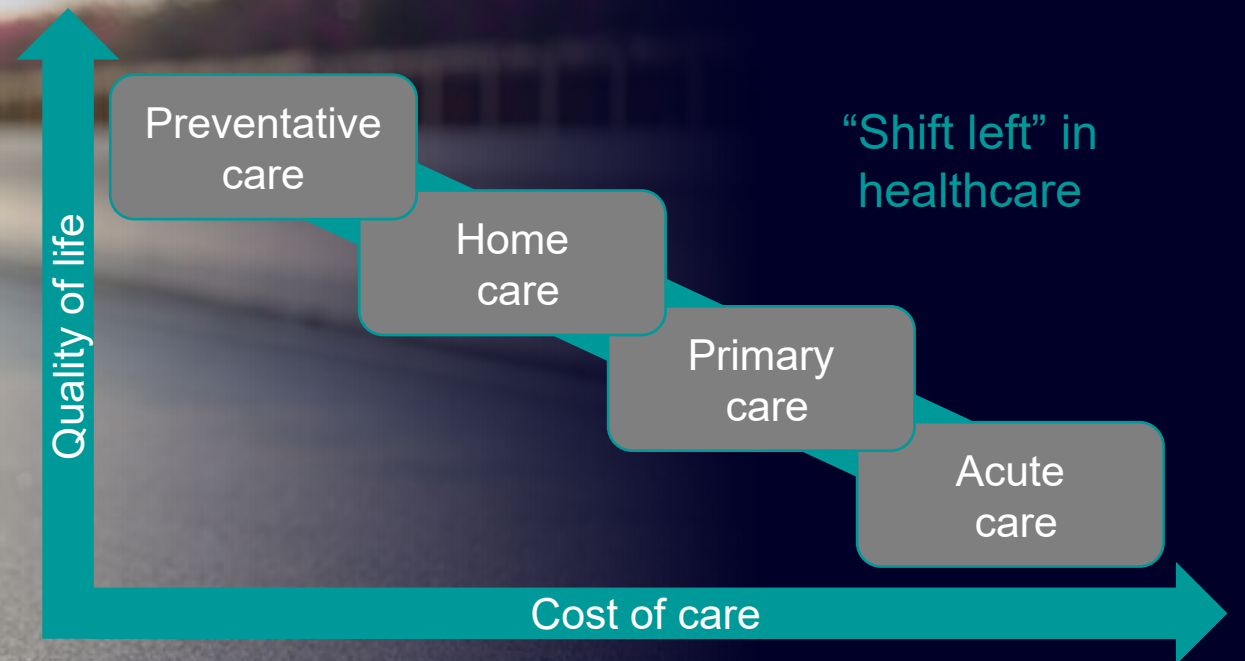 Preventative
care
“Shift left” in
healthcare
Home
care
Quality of life
Primary
care
Acute
care
Cost of care